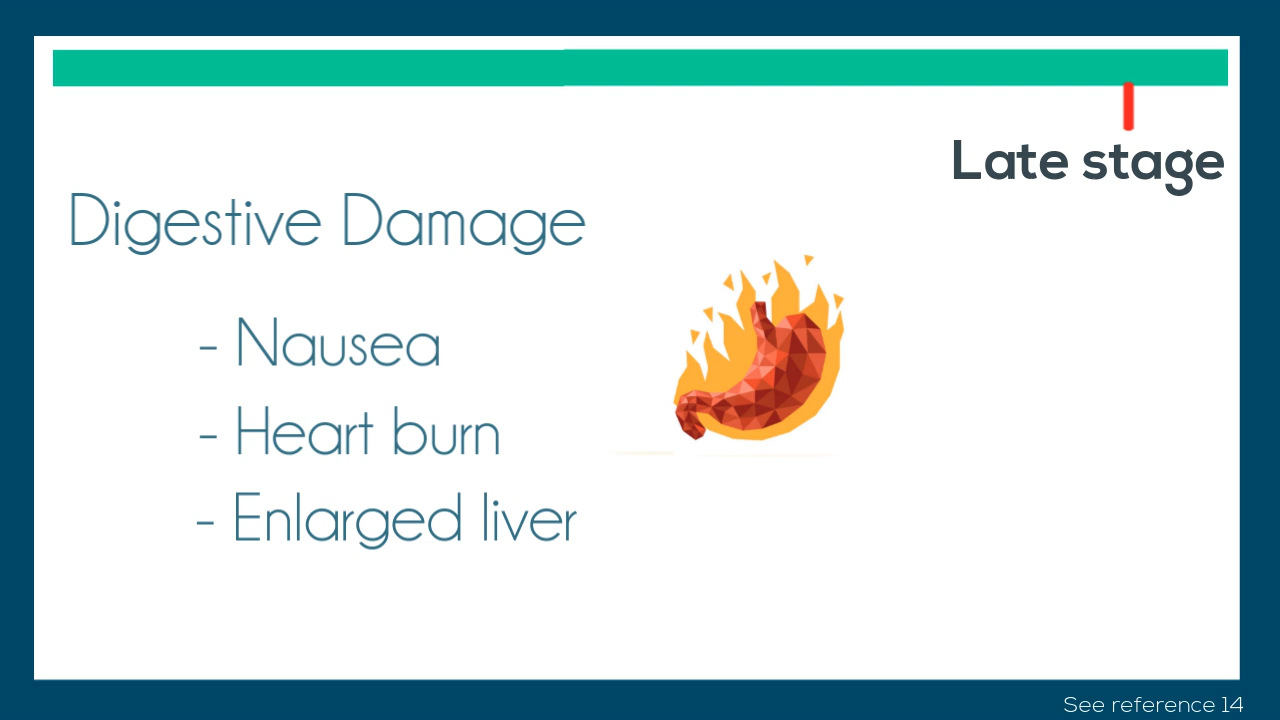 Late stage
Digestive Damage
- Nausea
- Heart burn
- Enlarged liver
See reference 14